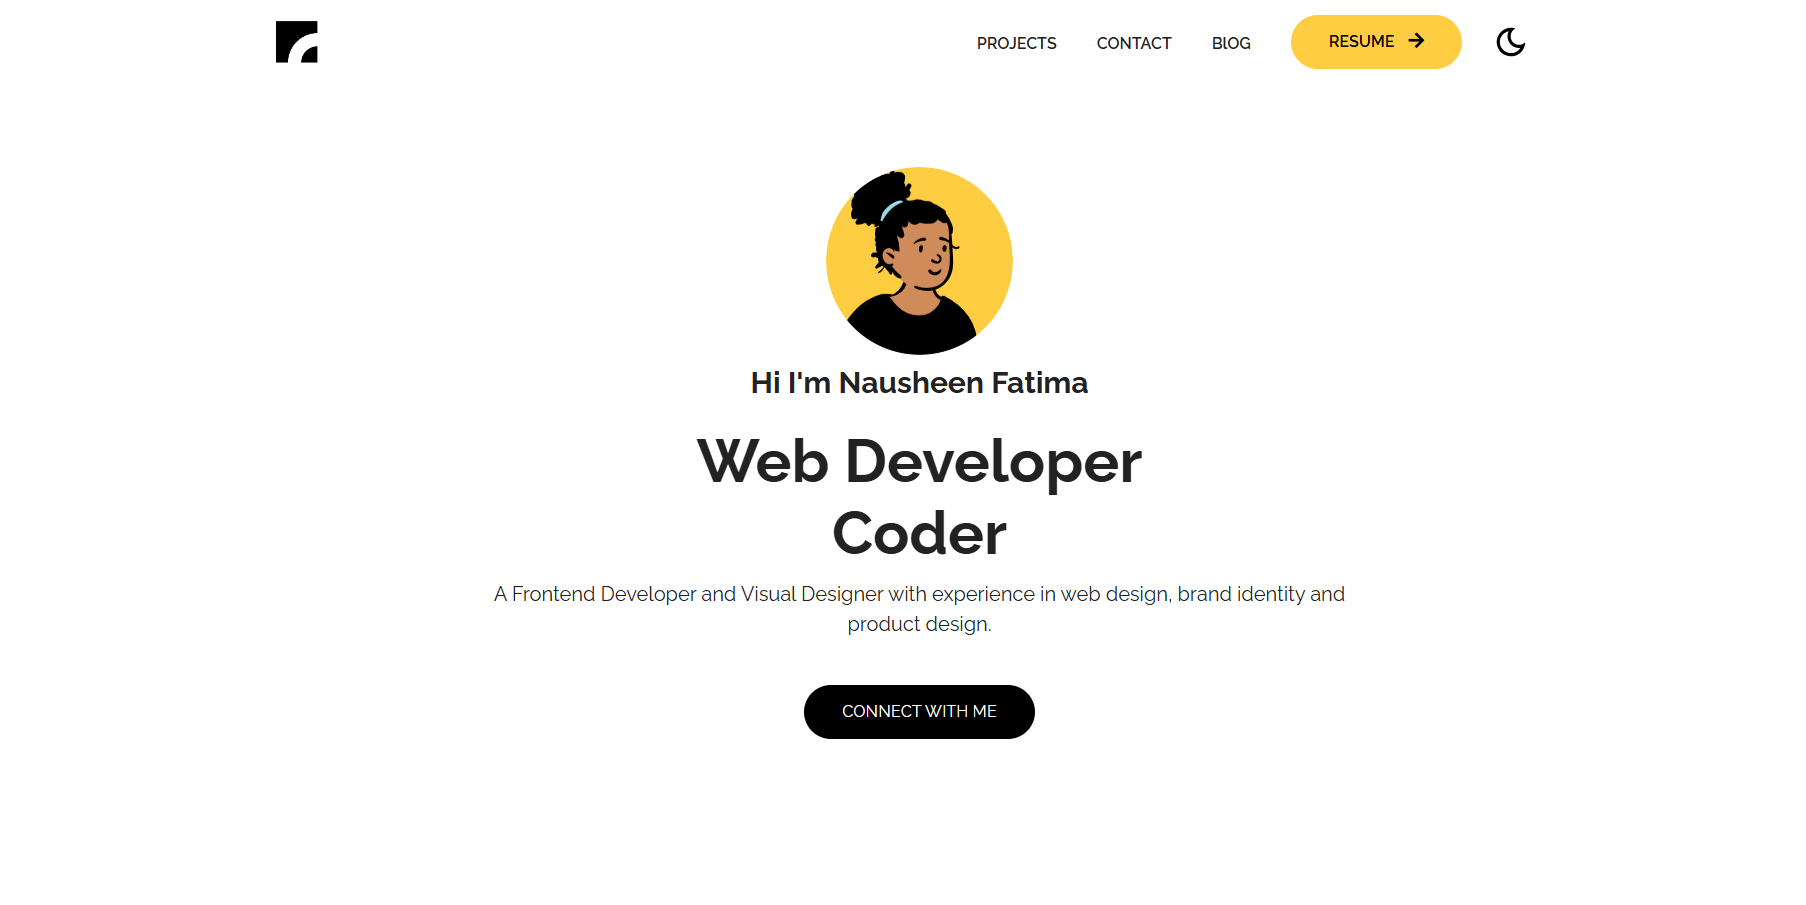 PROJECTS CONTACT BlOG RESUME
Hi I'm Nausheen Fatima
Web Developer
Coder
A Frontend Developer and Visual Designer with experience in web design, brand identity and
product design.
CONNECT WITH ME